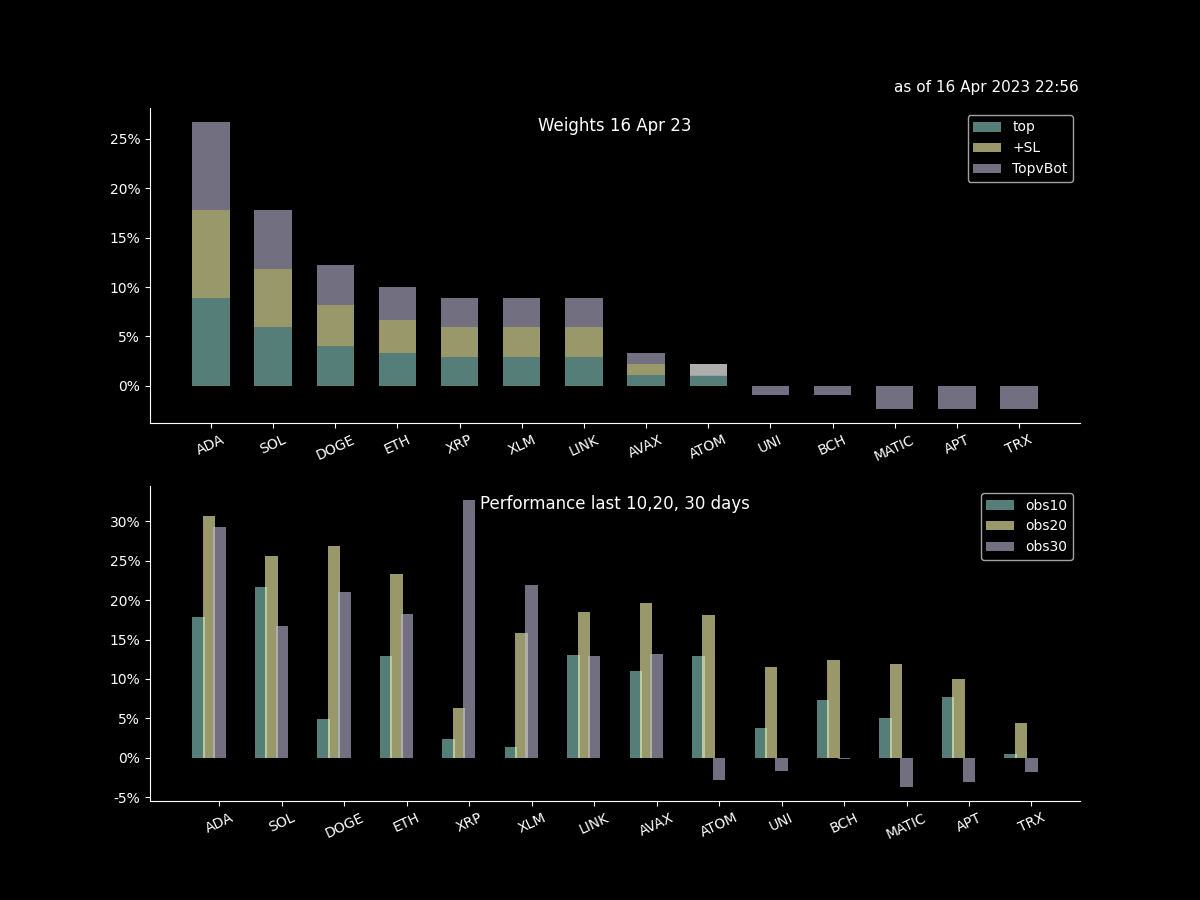 as of 16 Apr 2023 22:56
Weights 16 Apr 23
top
+SL
TopvBot
25%
20%
15%
10%
5%
0%
ADA SOL DOGE ETH XRP XLM LINK AVAX ATOM UNI BCH MATIC APT TRX
Performance last 10,20, 30 days
obs10
obs20
obs30
30%
25%
20%
15%
10%
5%
0%
-5%
ADA SOL DOGE ETH XRP XLM LINK AVAX ATOM UNI BCH MATIC APT TRX